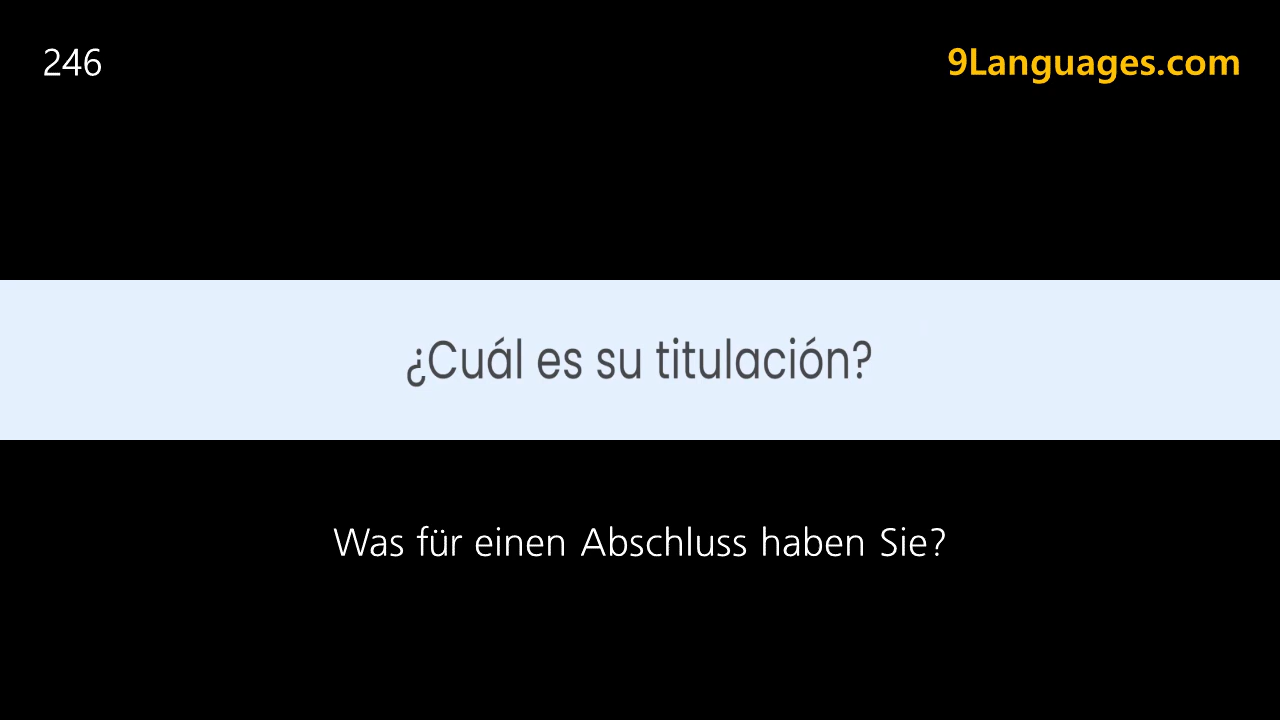 246
9Languages.com
¿Cuál es su titulación?
Was für einen Abschluss haben Sie?